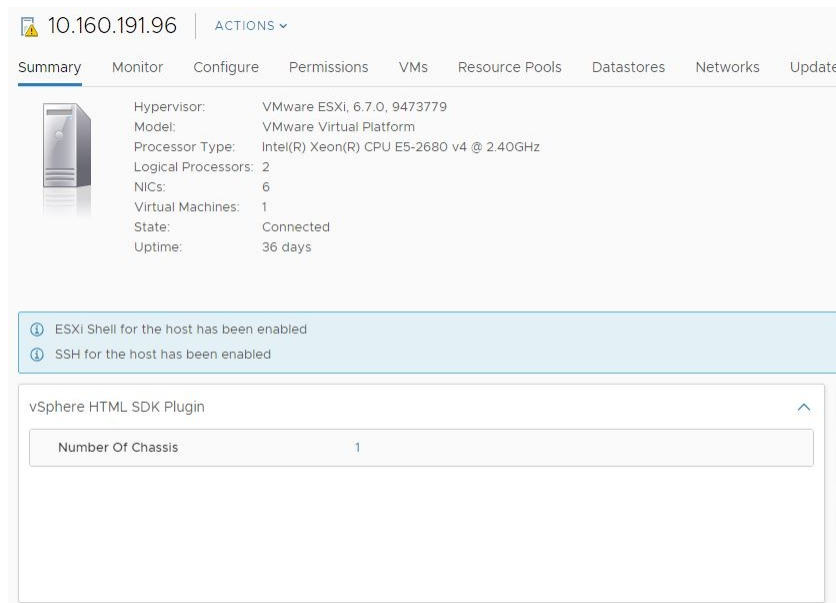 10.160.191.96 ACTIONS
Summary Monitor Configure Permissions VMs Resource Pools Datastores Networks Update
Hypervisor: VMware ESXi, 6.7.0, 9473779
Model: VMware Virtual Platform
Processor Type: Intel(R) Xeon(R) CPU E5-2680 v4 @ 2.40GHz
Logical Processors: 2
NICs: 6
Virtual Machines: 1
State: Connected
Uptime: 36 days
ESXi Shell for the host has been enabled
SSH for the host has been enabled
vSphere HTML SDK Plugin
Number Of Chassis 1